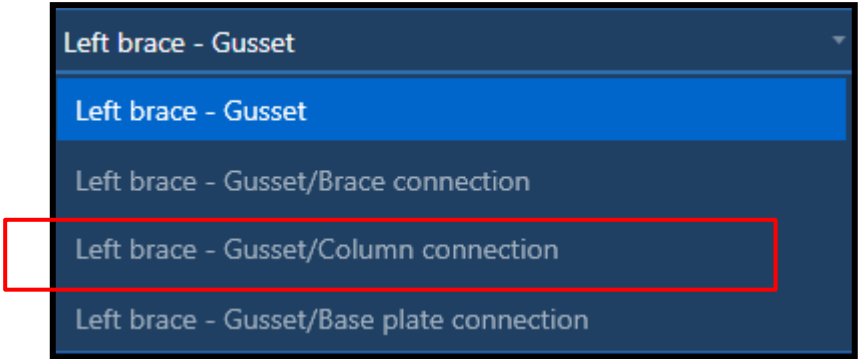 Left brace - Gusset
Left brace - Gusset
Left brace - Gusset/Brace connection
Left brace - Gusset/Column connection
Left brace - Gusset/Base plate connection